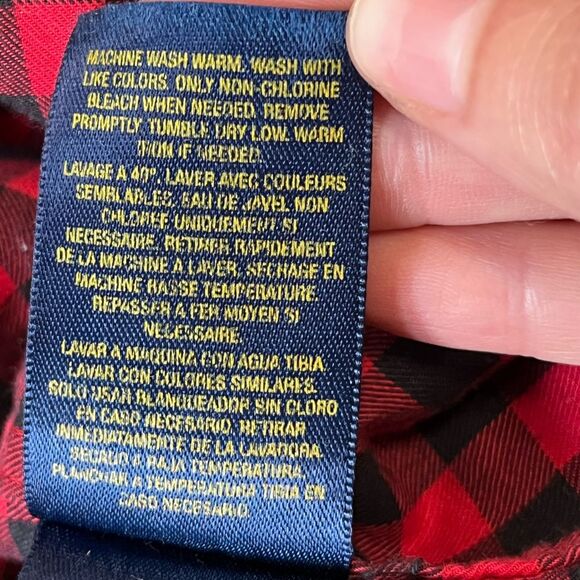 MACHINE WASH WARM. WASH WITH
LIKE COLORS. ONLY NON-CHLORINE
BLEACH WHEN NEEDED. REMOVE
PROMPTLY. TUMBLE DRY LOW. WARM
IRON IF NEEDED.
LAVAGE A 40°. LAVER AVEC COULEURS
SEMBLABLES. EAU DE JAVEL NON
CHLOREE UNIQUEMENT SI
NECESSAIRE. RETIRER RAPIDEMENT
DE LA MACHINE A LAVER. SECHAGE EN
MACHINE BASSE TEMPERATURE.
REPASSER A FER MOYEN SI
NECESSAIRE.
LAVAR A MAQUINA CON AGUA TIBIA
LAVAR CON COLORES SIMILARES.
SOLO USAR BLANQUEADOR SIN CLORO
EN CASO NECESARIO. RETIRAR
INMEDIATAMENTE DE LA LAVADORA.
SECALO A BAJA TEMPERATURA.
PLANCHAR A TEMPERATURA TIBIA EN
CASO NECESARIO.